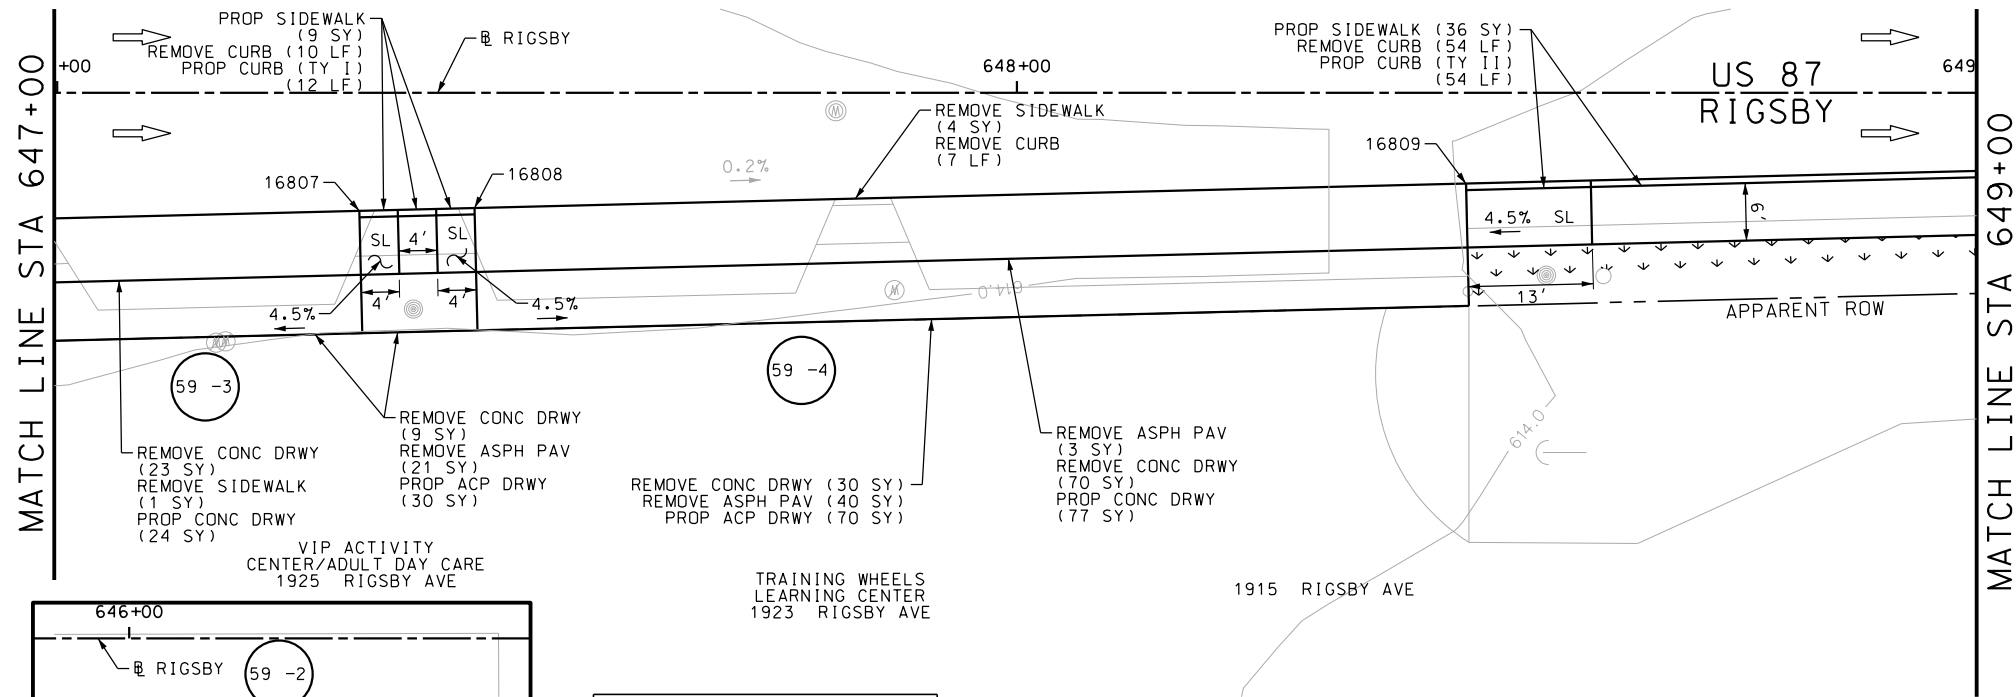 MATCH LINE STA 647+00
+00
PROP SIDEWALK
(9 SY)
REMOVE CURB (10 LF)
PROP CURB (TY I)
(12 LF)
℄ RIGSBY
648+00
PROP SIDEWALK (36 SY)
REMOVE CURB (54 LF)
PROP CURB (TY II)
(54 LF)
US 87
RIGSBY
649
MATCH LINE STA 649+00
REMOVE SIDEWALK
(4 SY)
REMOVE CURB
(7 LF)
W
0.2%
16807
16808
16809
SL
4'
SL
4'
4'
4.5%
4.5%
4.5% SL
6'
13'
W
614.0
APPARENT ROW
59 -3
59 -4
614.0
REMOVE CONC DRWY
(23 SY)
REMOVE SIDEWALK
(1 SY)
PROP CONC DRWY
(24 SY)
REMOVE CONC DRWY
(9 SY)
REMOVE ASPH PAV
(21 SY)
PROP ACP DRWY
(30 SY)
REMOVE CONC DRWY (30 SY)
REMOVE ASPH PAV (40 SY)
PROP ACP DRWY (70 SY)
REMOVE ASPH PAV
(3 SY)
REMOVE CONC DRWY
(70 SY)
PROP CONC DRWY
(77 SY)
VIP ACTIVITY
CENTER/ADULT DAY CARE
1925 RIGSBY AVE
TRAINING WHEELS
LEARNING CENTER
1923 RIGSBY AVE
1915 RIGSBY AVE
646+00
℄ RIGSBY
59 -2